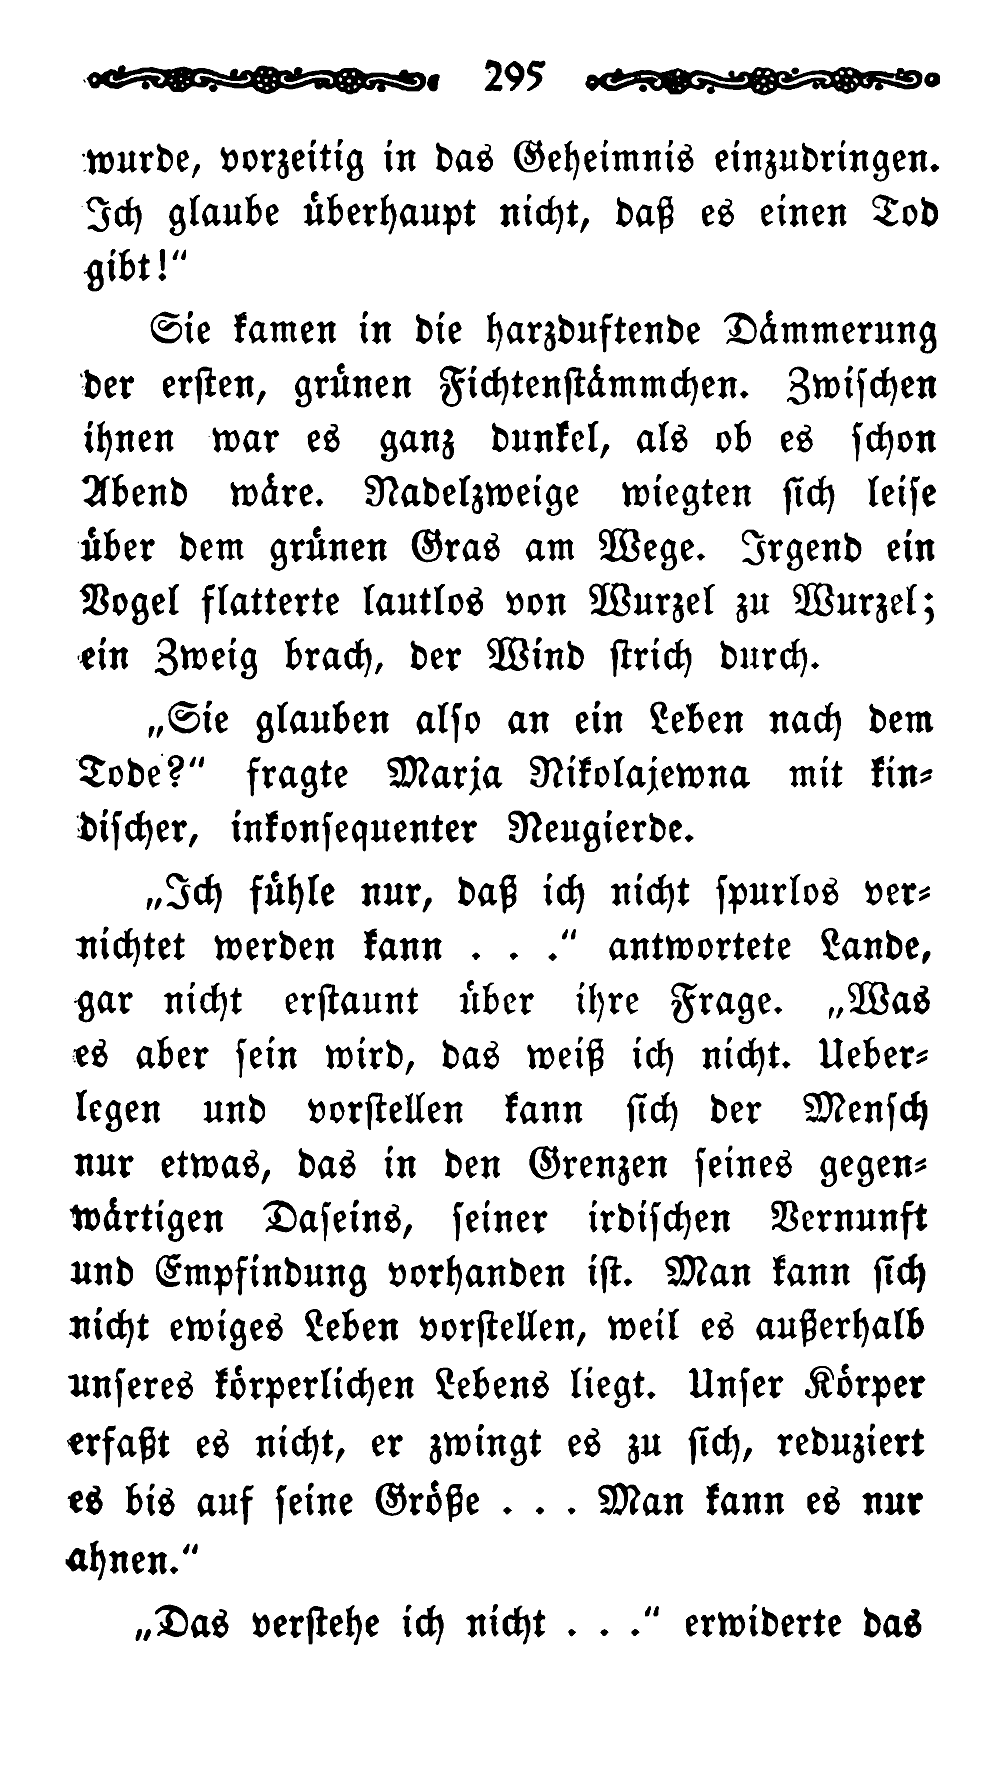 295
wurde, vorzeitig in das Geheimnis einzudringen.
Ich glaube überhaupt nicht, daß es einen Tod
gibt!“
Sie kamen in die harzduftende Dämmerung
der erſten, grünen Fichtenſtämmchen. Zwiſchen
ihnen war es ganz dunkel, als ob es ſchon
Abend wäre. Nadelzweige wiegten ſich leiſe
über dem grünen Gras am Wege. Irgend ein
Vogel flatterte lautlos von Wurzel zu Wurzel;
ein Zweig brach, der Wind ſtrich durch.
„Sie glauben alſo an ein Leben nach dem
Tode?“ fragte Marja Nikolajewna mit kin⸗
diſcher, inkonſequenter Neugierde.
„Ich fühle nur, daß ich nicht ſpurlos ver⸗
nichtet werden kann . . .“ antwortete Lande,
gar nicht erſtaunt über ihre Frage. „Was
es aber ſein wird, das weiß ich nicht. Ueber⸗
legen und vorſtellen kann ſich der Menſch
nur etwas, das in den Grenzen ſeines gegen⸗
wärtigen Daſeins, ſeiner irdiſchen Vernunft
und Empfindung vorhanden iſt. Man kann ſich
nicht ewiges Leben vorſtellen, weil es außerhalb
unſeres körperlichen Lebens liegt. Unſer Körper
erfaßt es nicht, er zwingt es zu ſich, reduziert
es bis auf ſeine Größe . . . Man kann es nur
ahnen.“
„Das verſtehe ich nicht . . .“ erwiderte das